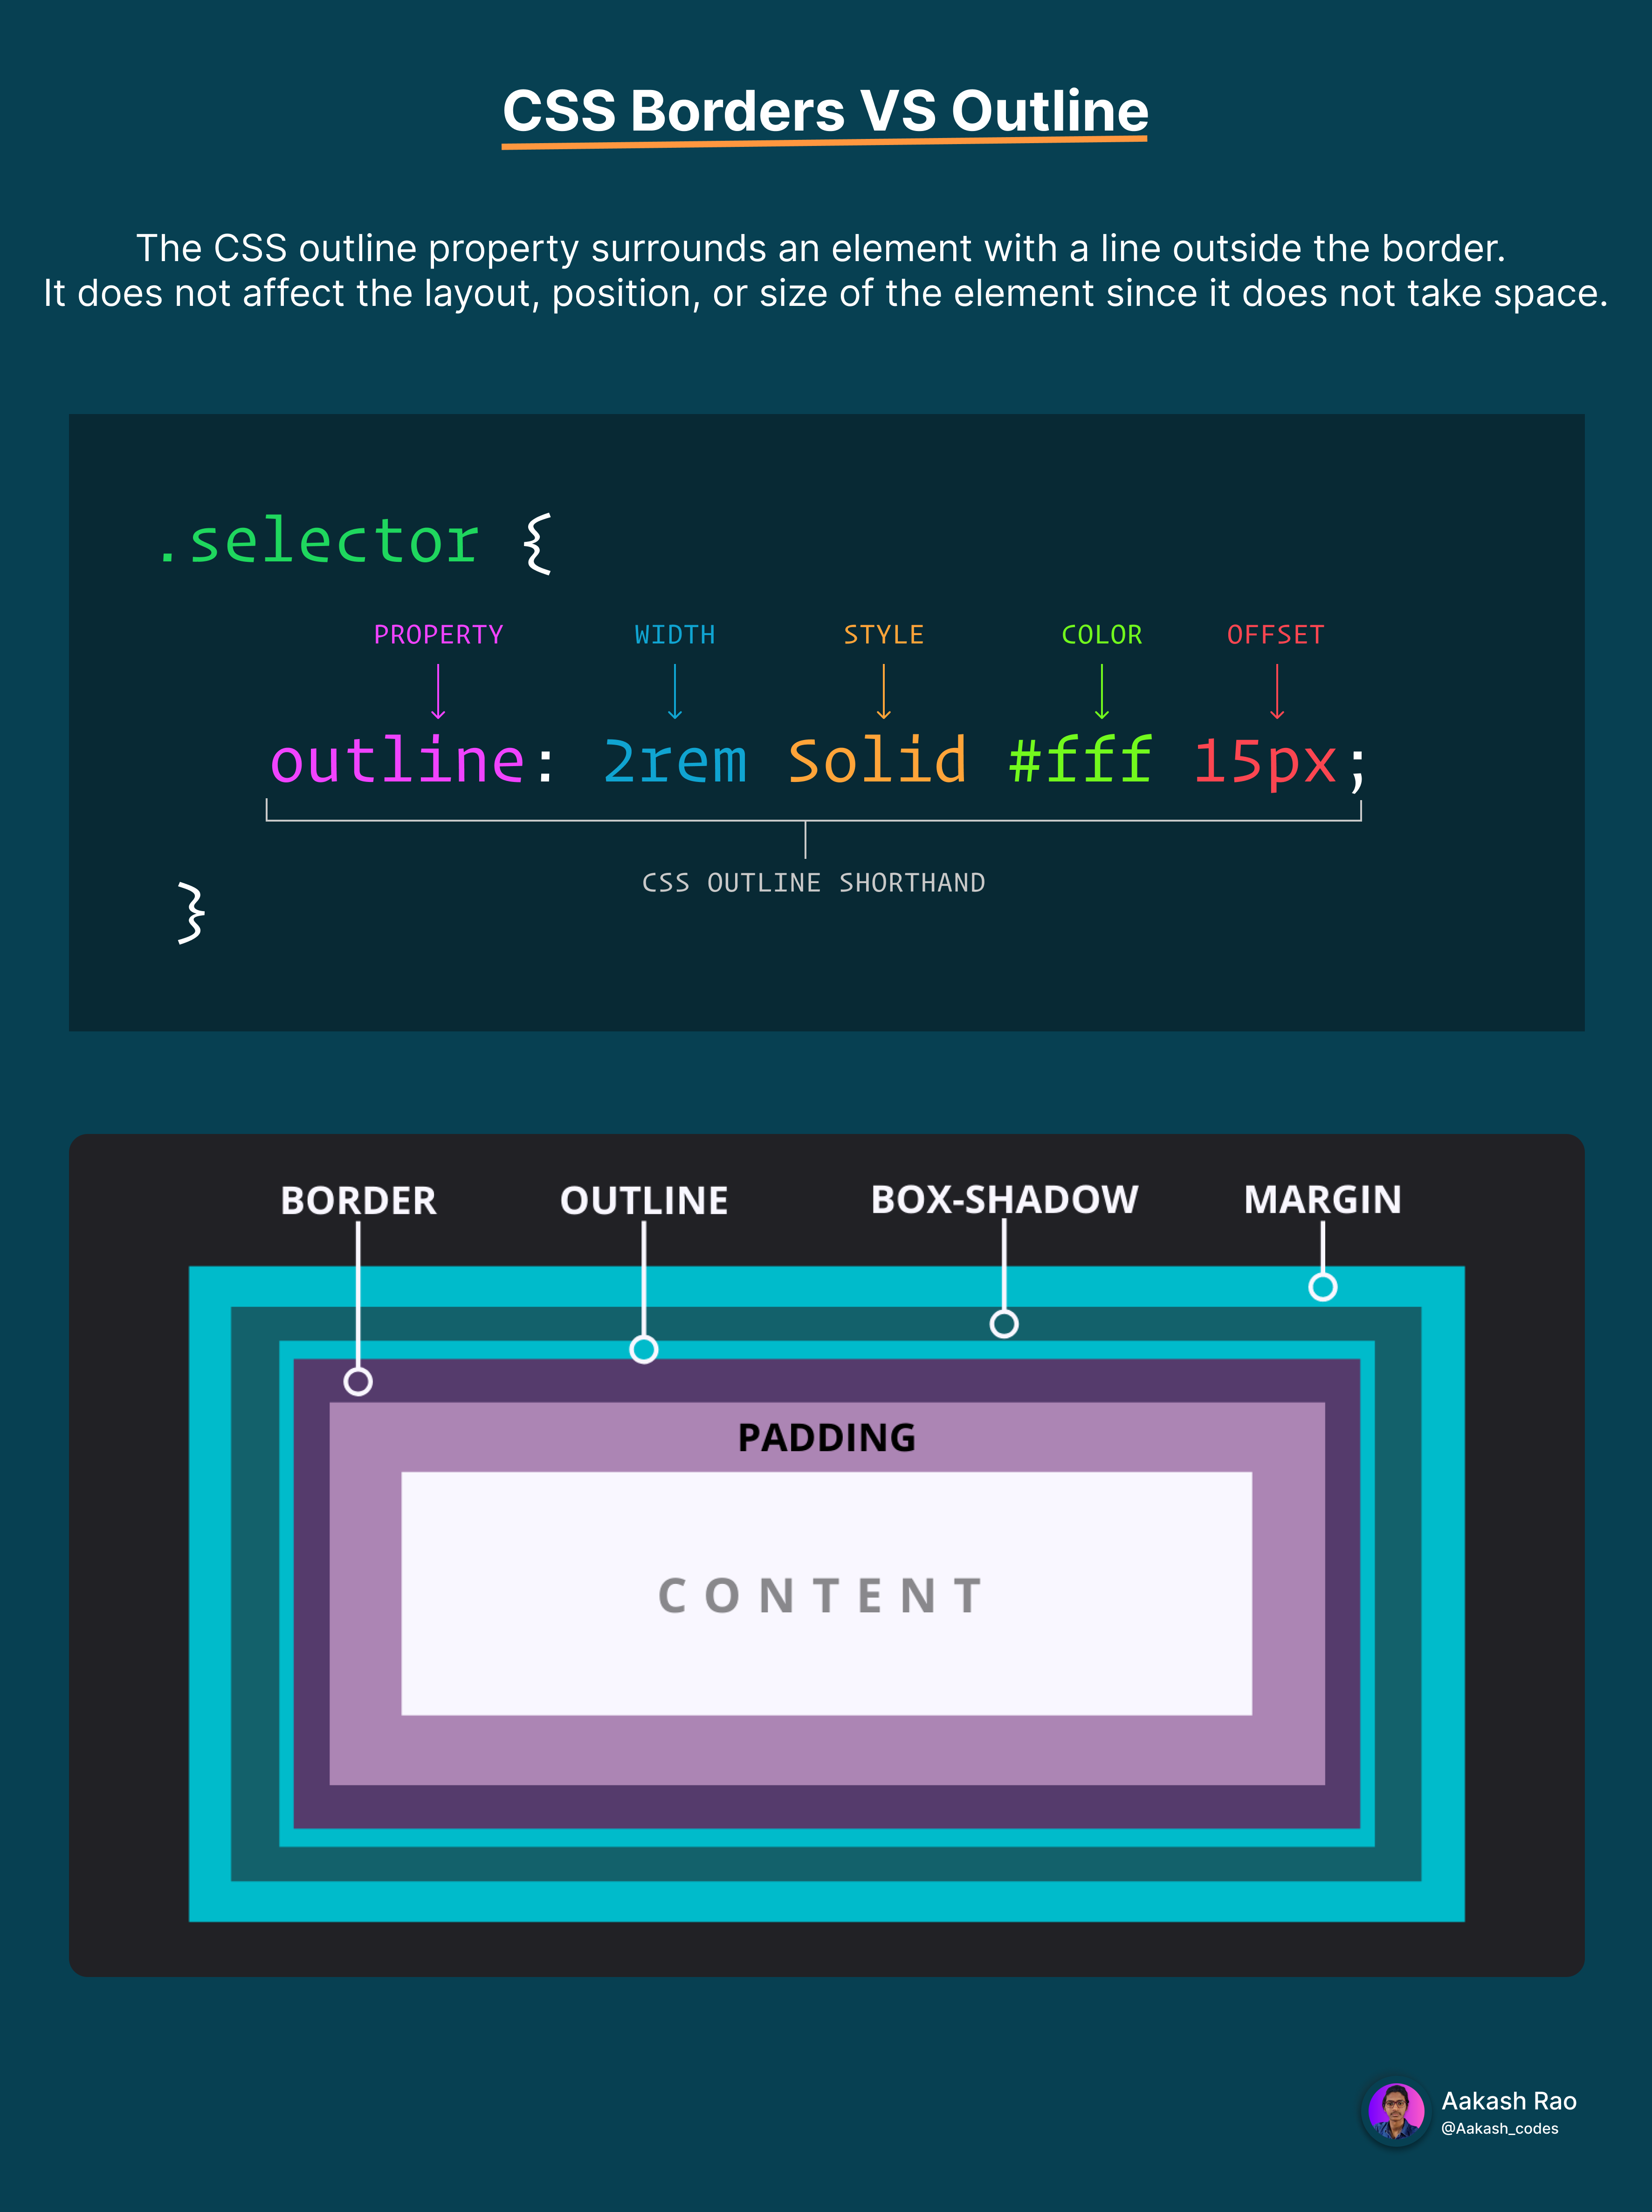 CSS Borders VS Outline
The CSS outline property surrounds an element with a line outside the border.
It does not affect the layout, position, or size of the element since it does not take space.
.selector {
PROPERTY WIDTH STYLE COLOR OFFSET
outline: 2rem Solid #fff 15px;
CSS OUTLINE SHORTHAND
}
BORDER OUTLINE BOX-SHADOW MARGIN
PADDING
CONTENT
Aakash Rao
@Aakash_codes